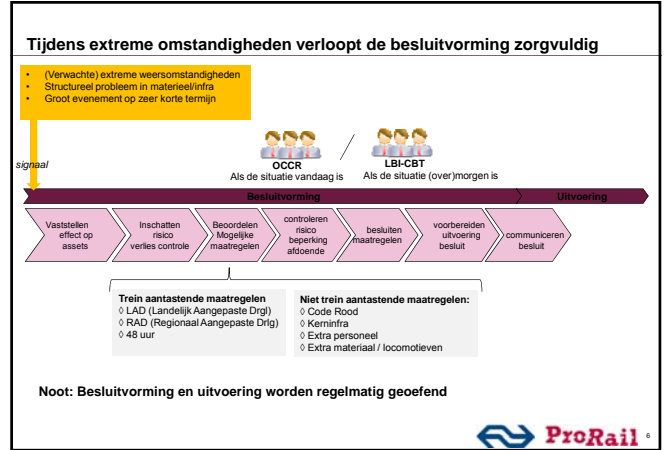 Tijdens extreme omstandigheden verloopt de besluitvorming zorgvuldig
• (Verwachte) extreme weersomstandigheden
• Structureel probleem in materieel/infra
• Groot evenement op zeer korte termijn
signaal
OCCR
Als de situatie vandaag is
/
LBI-CBT
Als de situatie (over)morgen is
Besluitvorming
Uitvoering
Vaststellen
effect op
assets
Inschatten
risico
verlies controle
Beoordelen
Mogelijke
maatregelen
controleren
risico
beperking
afdoende
besluiten
maatregelen
voorbereiden
uitvoering
besluit
communiceren
besluit
Trein aantastende maatregelen
◊ LAD (Landelijk Aangepaste Drgl)
◊ RAD (Regionaal Aangepaste Drlg)
◊ 48 uur
Niet trein aantastende maatregelen:
◊ Code Rood
◊ Kerninfra
◊ Extra personeel
◊ Extra materiaal / locomotieven
Noot: Besluitvorming en uitvoering worden regelmatig geoefend
ProRail
6